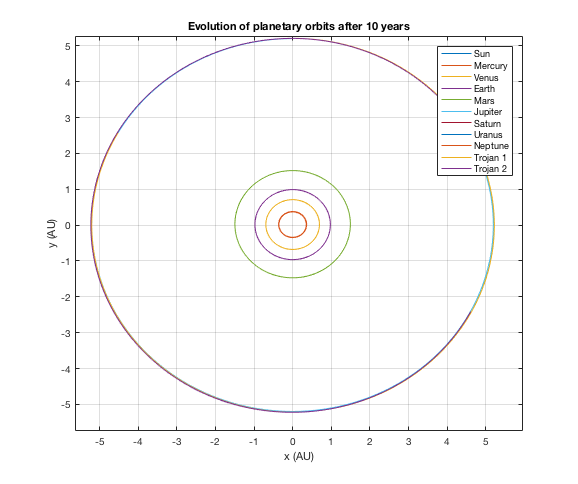 Evolution of planetary orbits after 10 years
5
4
3
2
1
0
-1
-2
-3
-4
-5
y (AU)
-5 -4 -3 -2 -1 0 1 2 3 4 5
x (AU)
Sun
Mercury
Venus
Earth
Mars
Jupiter
Saturn
Uranus
Neptune
Trojan 1
Trojan 2